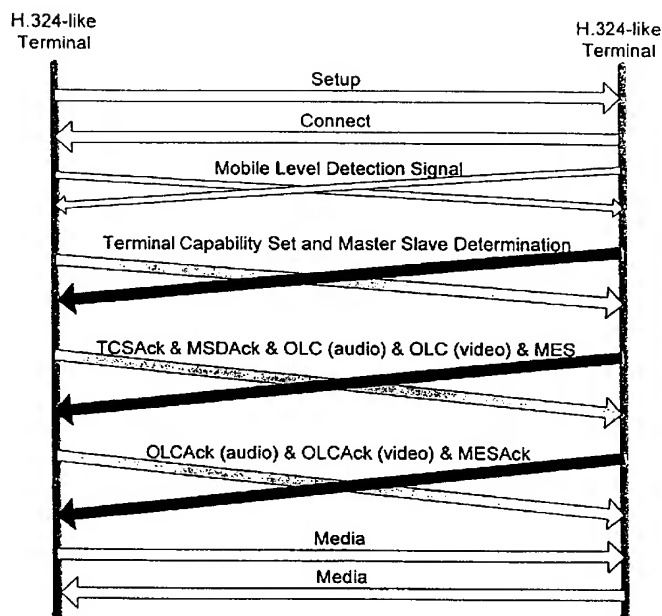 H.324-like
Terminal
H.324-like
Terminal
Setup
Connect
Mobile Level Detection Signal
Terminal Capability Set and Master Slave Determination
TCSAck & MSDAck & OLC (audio) & OLC (video) & MES
OLCAck (audio) & OLCAck (video) & MESAck
Media
Media